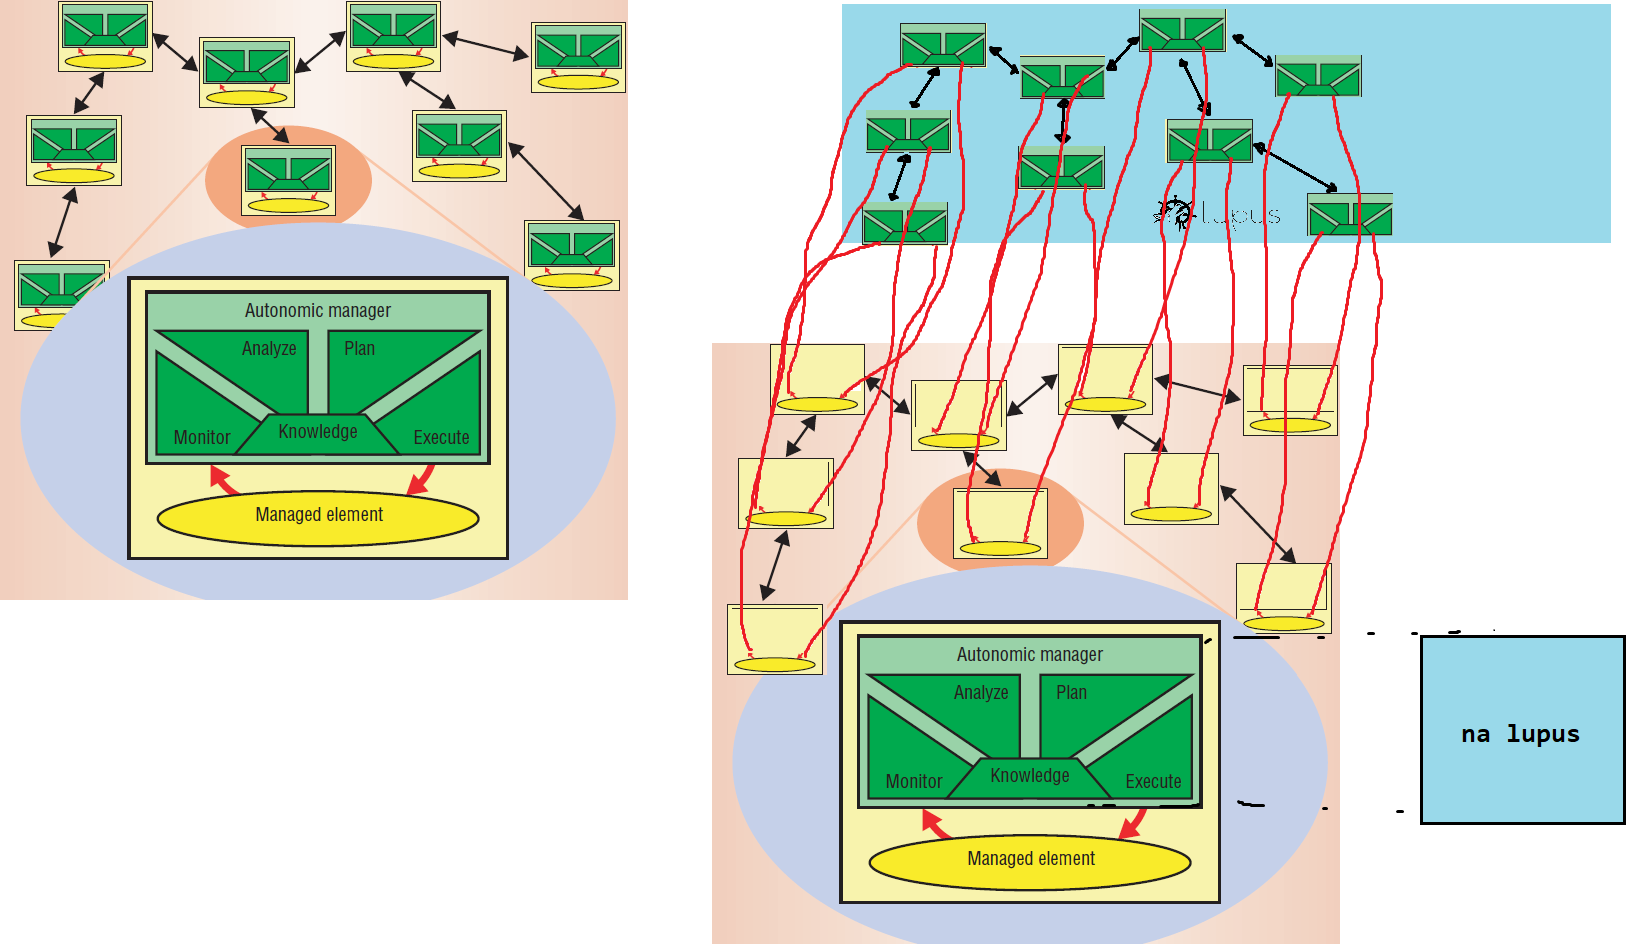 Autonomic manager
Analyze
Plan
Monitor
Knowledge
Execute
Managed element
lupus
Autonomic manager
Analyze
Plan
Monitor
Knowledge
Execute
Managed element
na lupus